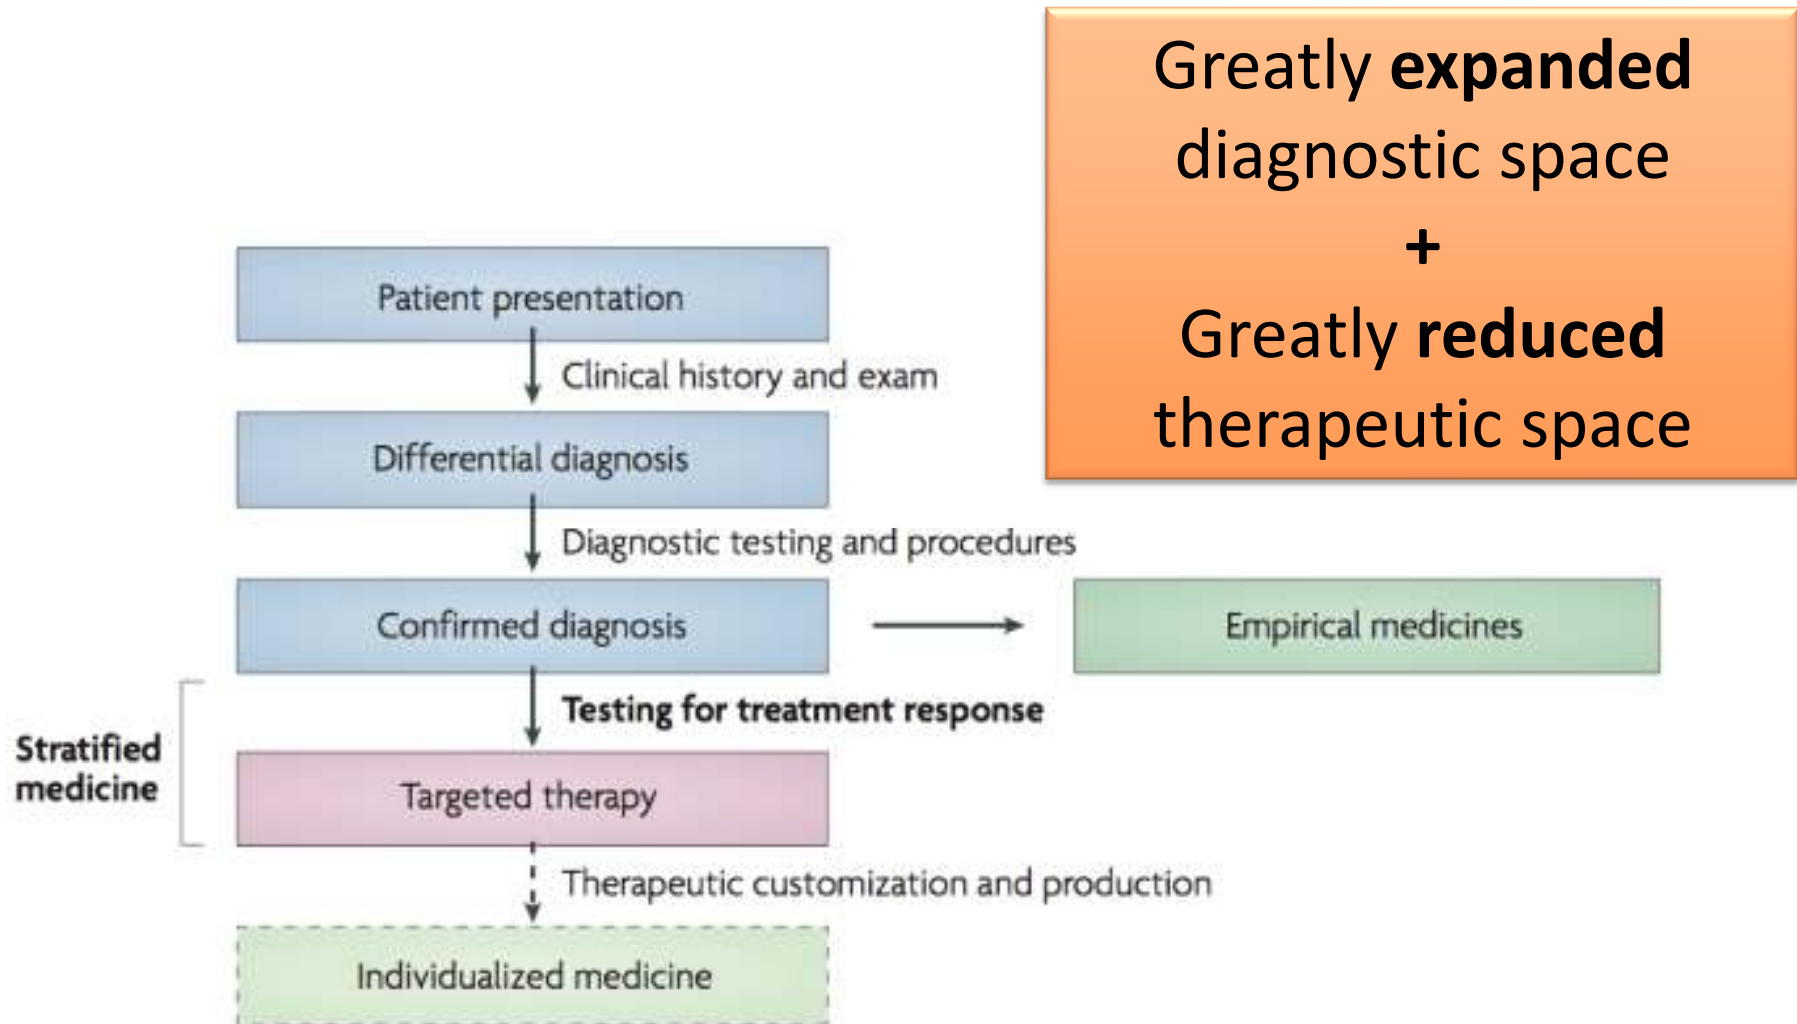 Greatly expanded
diagnostic space
+
Greatly reduced
therapeutic space
Patient presentation
Clinical history and exam
Differential diagnosis
Diagnostic testing and procedures
Confirmed diagnosis
Empirical medicines
Testing for treatment response
Stratified
medicine
Targeted therapy
Therapeutic customization and production
Individualized medicine